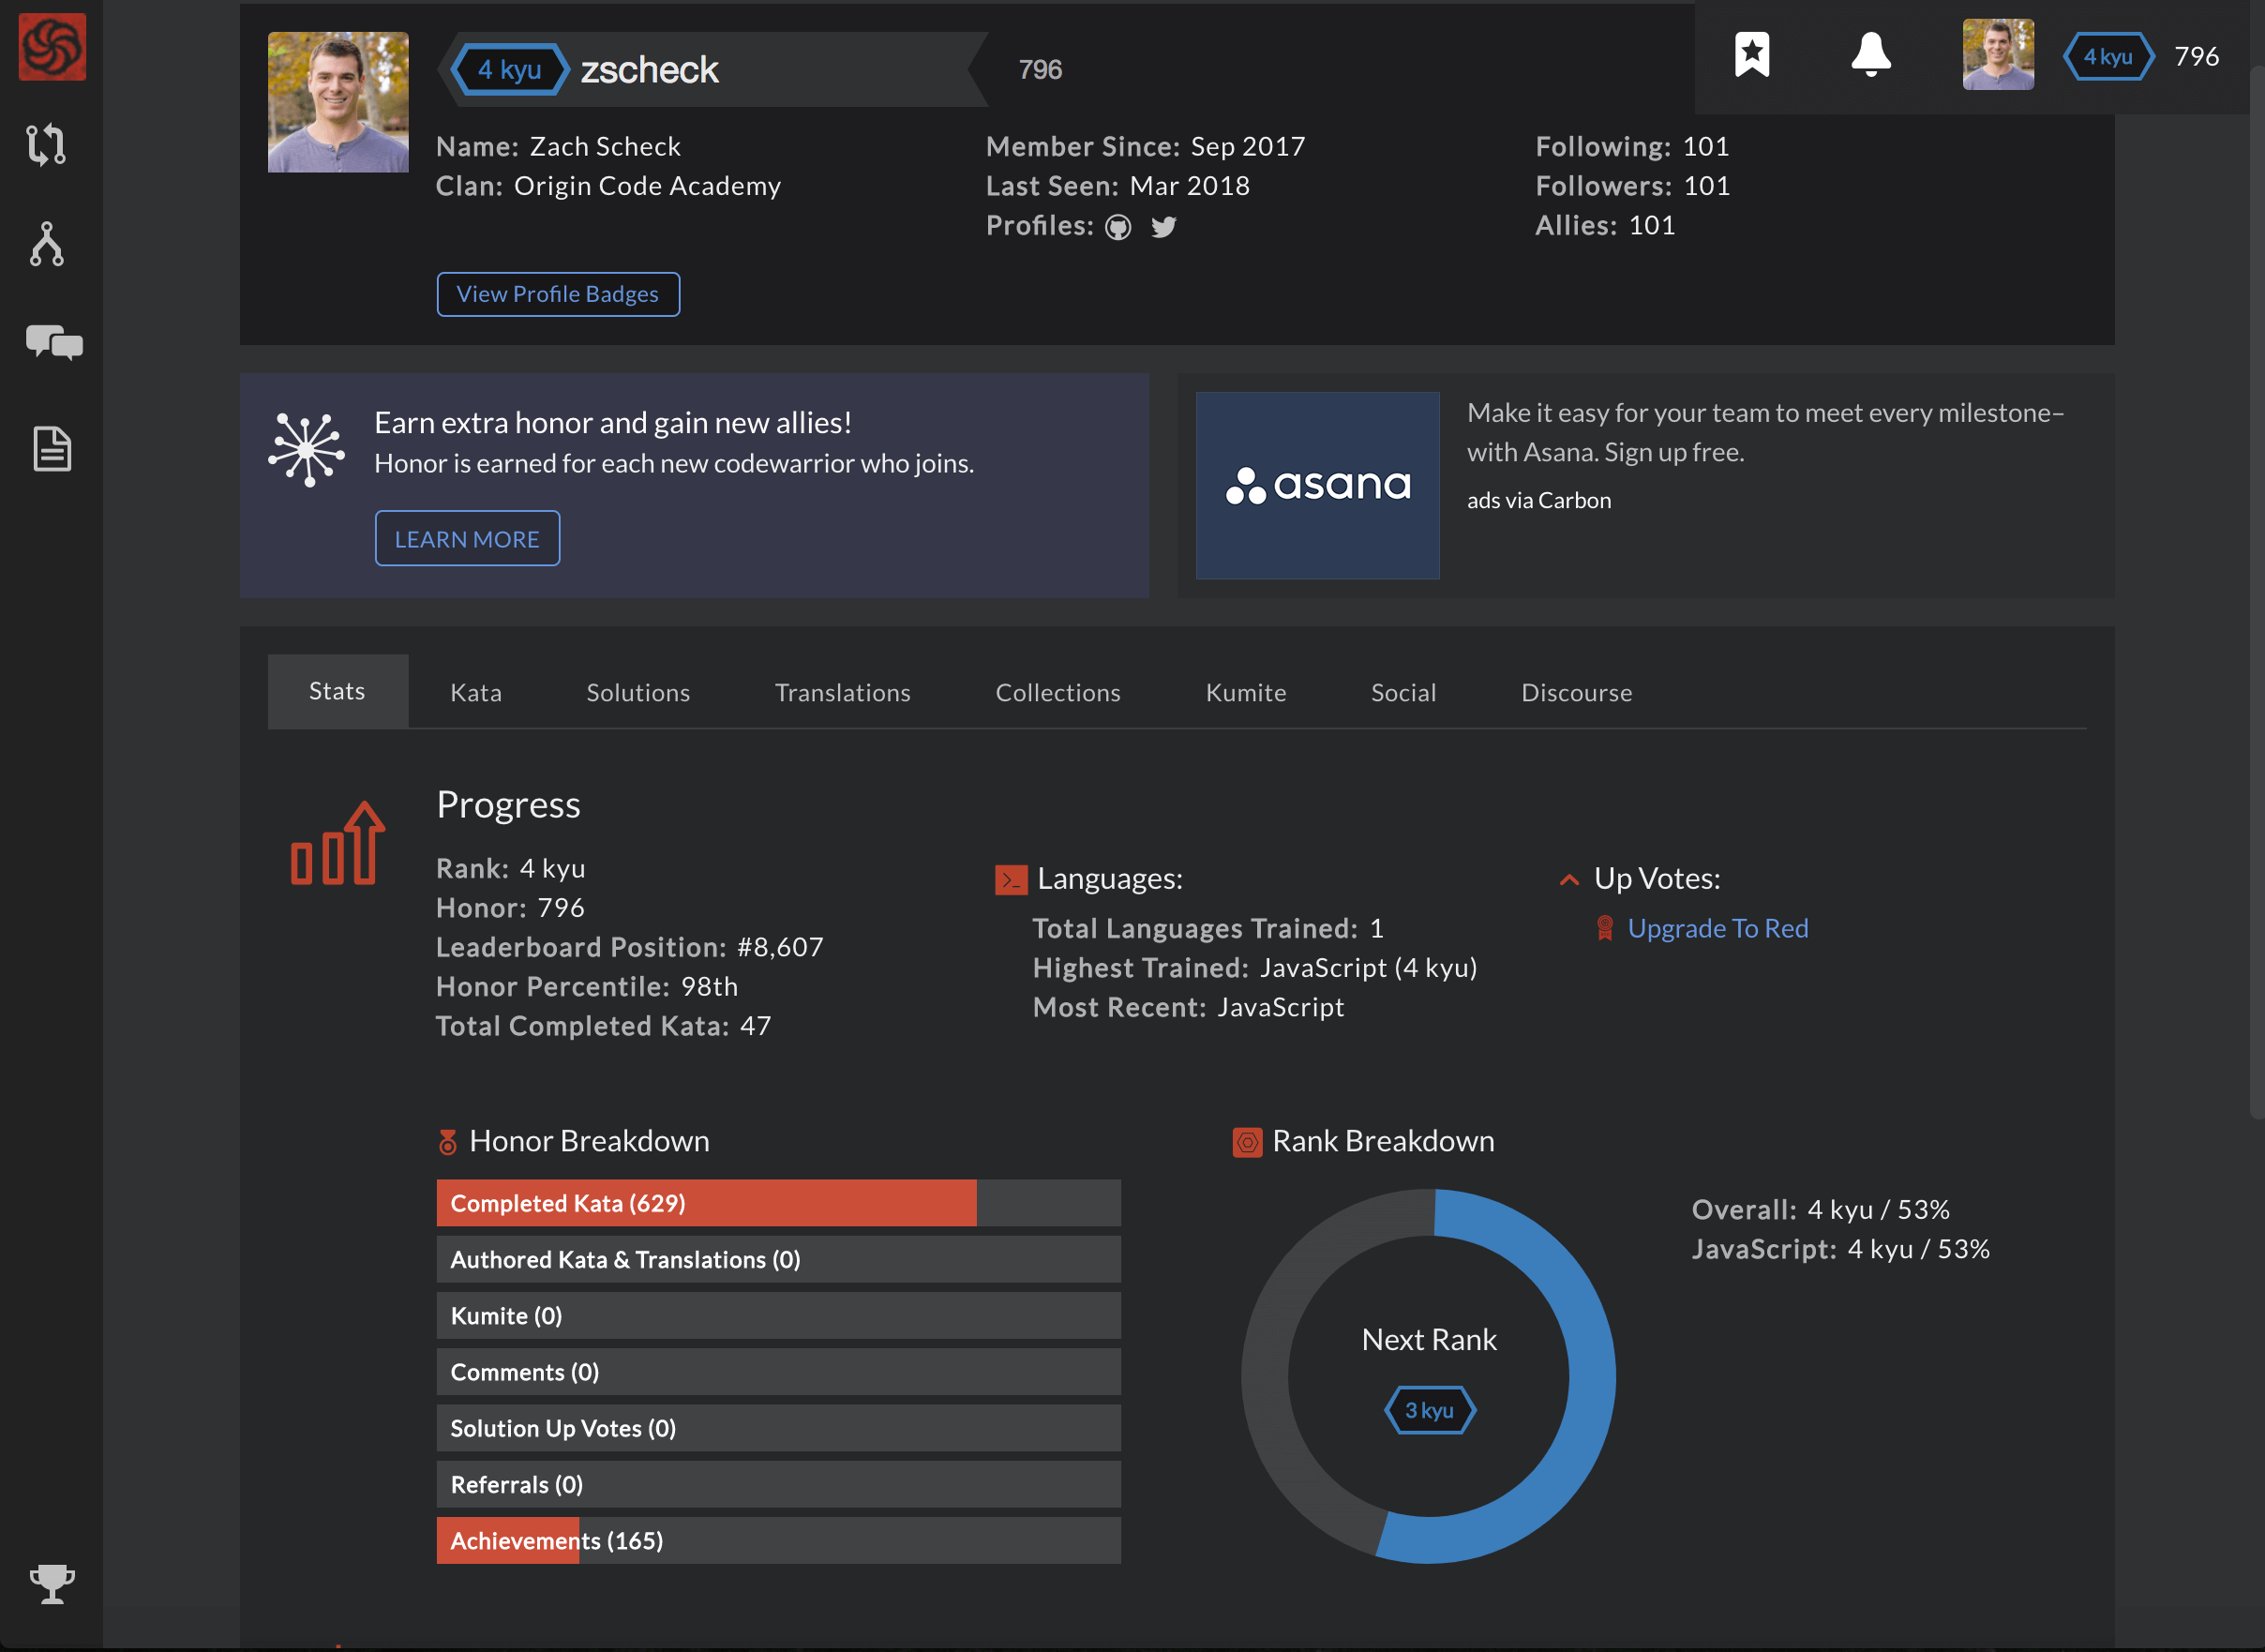 4 kyu zscheck 796
4 kyu 796
Name: Zach Scheck
Clan: Origin Code Academy
Member Since: Sep 2017
Last Seen: Mar 2018
Profiles:
Following: 101
Followers: 101
Allies: 101
View Profile Badges
Earn extra honor and gain new allies!
Honor is earned for each new codewarrior who joins.
LEARN MORE
asana
Make it easy for your team to meet every milestone–
with Asana. Sign up free.
ads via Carbon
Stats Kata Solutions Translations Collections Kumite Social Discourse
Progress
Rank: 4 kyu
Honor: 796
Leaderboard Position: #8,607
Honor Percentile: 98th
Total Completed Kata: 47
Languages:
Total Languages Trained: 1
Highest Trained: JavaScript (4 kyu)
Most Recent: JavaScript
Up Votes:
Upgrade To Red
Honor Breakdown
Completed Kata (629)
Authored Kata & Translations (0)
Kumite (0)
Comments (0)
Solution Up Votes (0)
Referrals (0)
Achievements (165)
Rank Breakdown
Next Rank
3 kyu
Overall: 4 kyu / 53%
JavaScript: 4 kyu / 53%